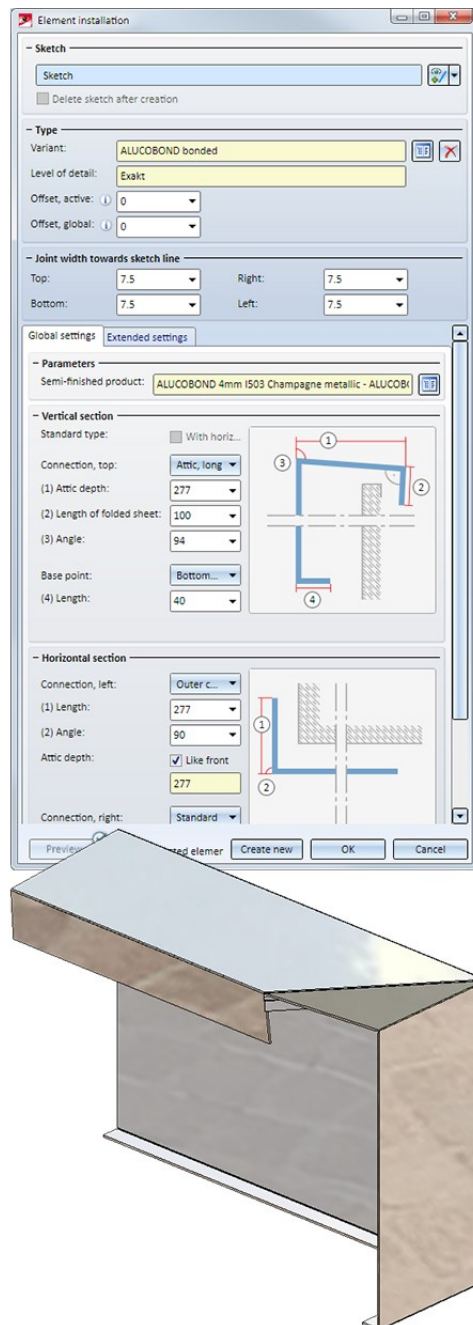 Element installation
Sketch
Sketch
Delete sketch after creation
Type
Variant: ALUCOBOND bonded
Level of detail: Exakt
Offset, active: 0
Offset, global: 0
Joint width towards sketch line
Top: 7.5 Right: 7.5
Bottom: 7.5 Left: 7.5
Global settings Extended settings
Parameters
Semi-finished product: ALUCOBOND 4mm I503 Champagne metallic - ALUCOB
Vertical section
Standard type: With horiz...
Connection, top: Attic, long
(1) Attic depth: 277
(2) Length of folded sheet: 100
(3) Angle: 94
Base point: Bottom...
(4) Length: 40
1
3
2
4
Horizontal section
Connection, left: Outer c...
(1) Length: 277
(2) Angle: 90
Attic depth: Like front
277
1
2
Connection, right: Standard
Preview cted elemer Create new OK Cancel